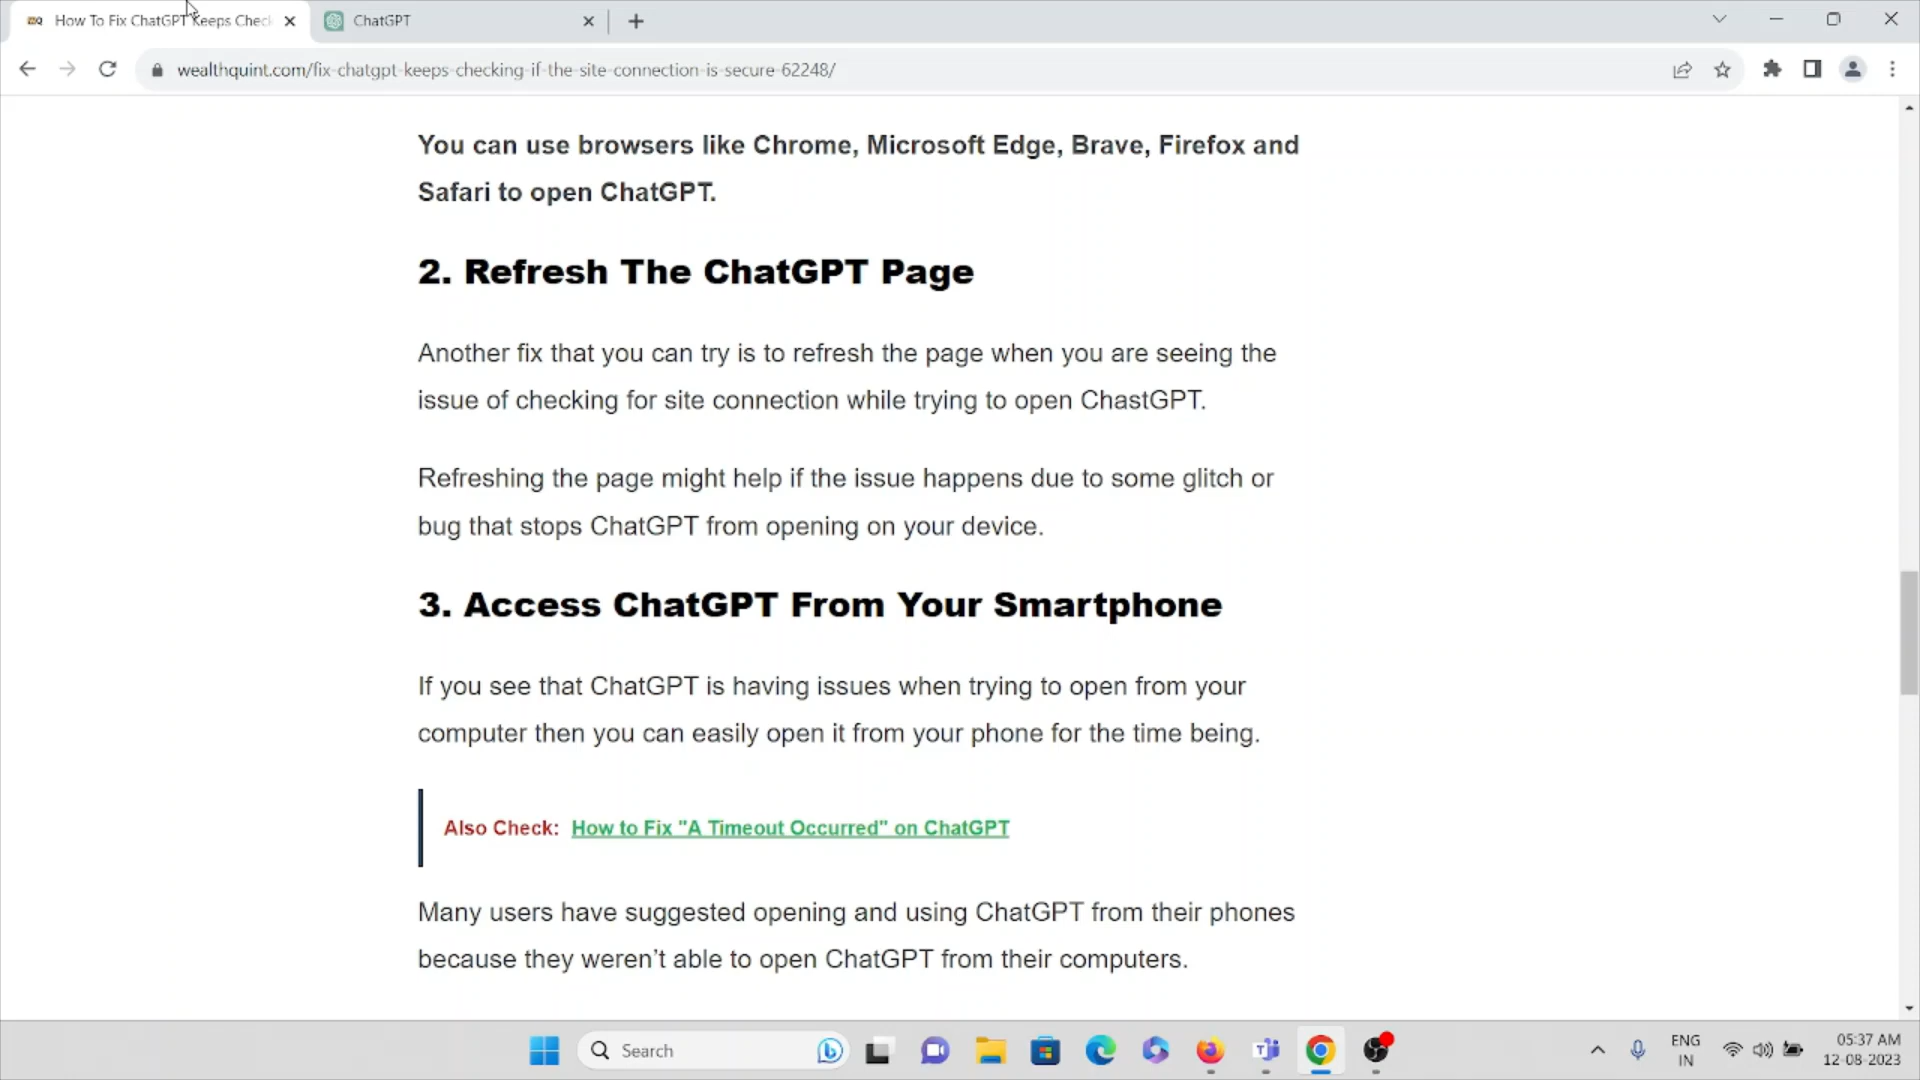 How To Fix ChatGPT Keeps Chec
ChatGPT
wealthquint.com/fix-chatgpt-keeps-checking-if-the-site-connection-is-secure-62248/
You can use browsers like Chrome, Microsoft Edge, Brave, Firefox and
Safari to open ChatGPT.
2. Refresh The ChatGPT Page
Another fix that you can try is to refresh the page when you are seeing the
issue of checking for site connection while trying to open ChastGPT.
Refreshing the page might help if the issue happens due to some glitch or
bug that stops ChatGPT from opening on your device.
3. Access ChatGPT From Your Smartphone
If you see that ChatGPT is having issues when trying to open from your
computer then you can easily open it from your phone for the time being.
Also Check: How to Fix "A Timeout Occurred" on ChatGPT
Many users have suggested opening and using ChatGPT from their phones
because they weren’t able to open ChatGPT from their computers.
Search
ENG
IN
05:37 AM
12-08-2023